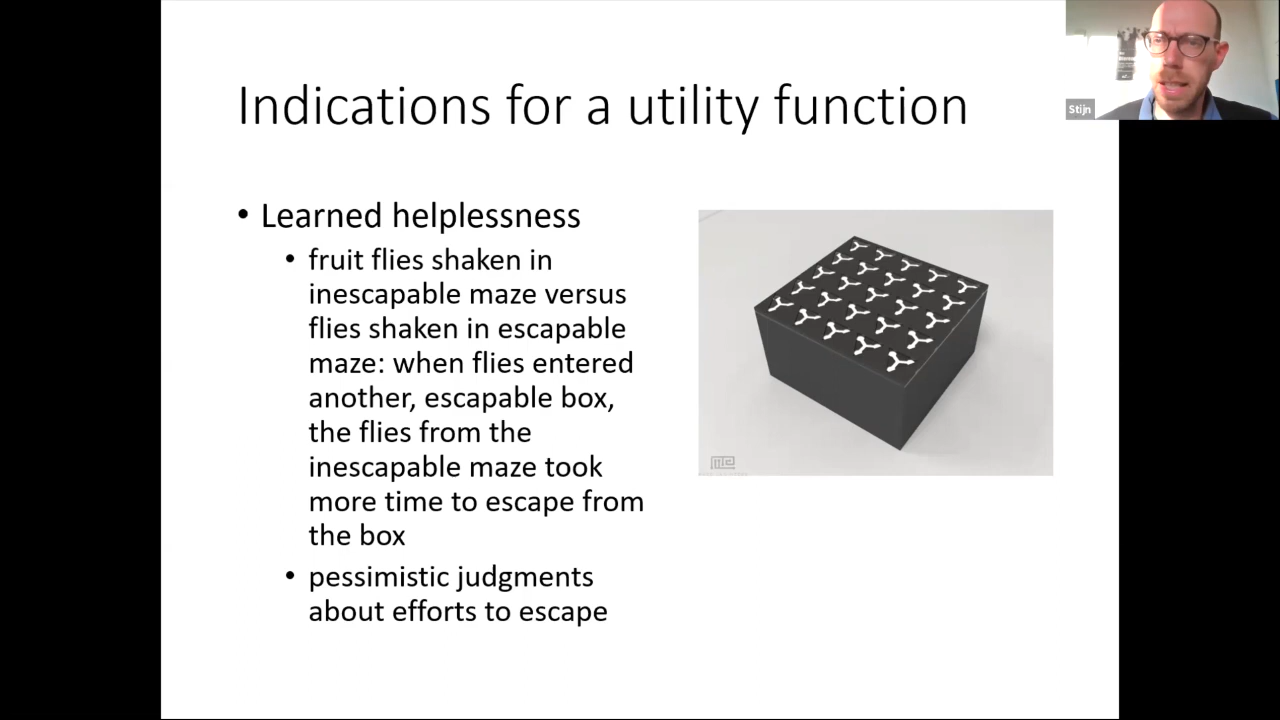 Indications for a utility function
Stijn
• Learned helplessness
• fruit flies shaken in
inescapable maze versus
flies shaken in escapable
maze: when flies entered
another, escapable box,
the flies from the
inescapable maze took
more time to escape from
the box
• pessimistic judgments
about efforts to escape